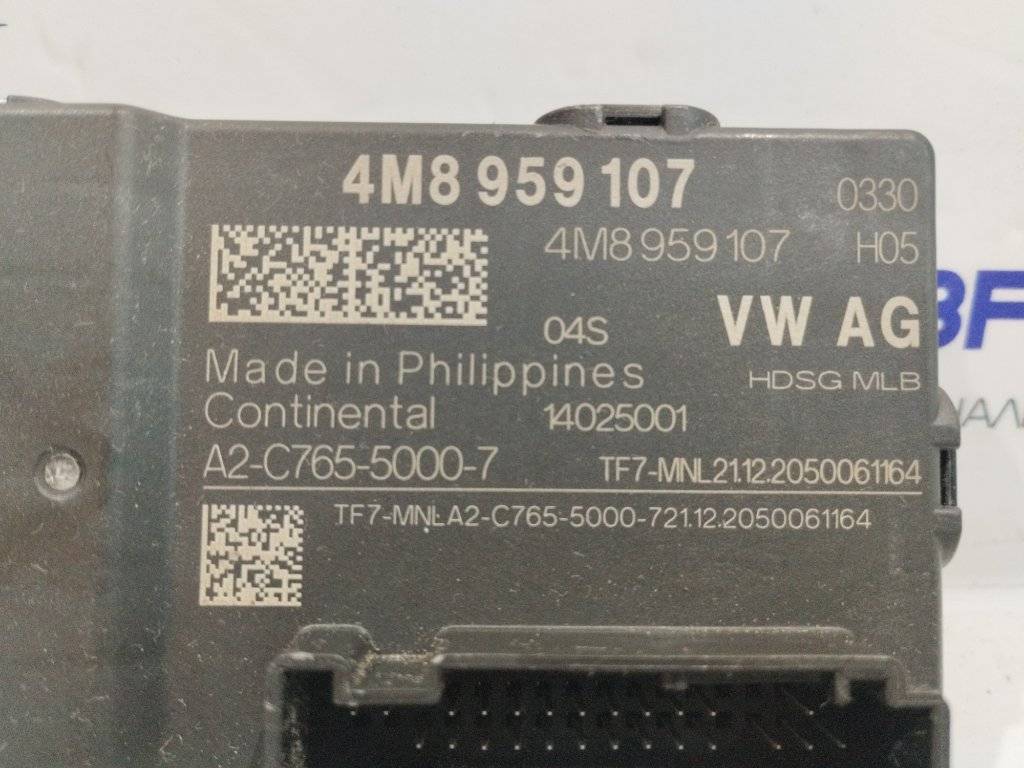 4M8 959 107
0330
4M8 959 107 H05
04S VW AG
Made in Philippines HDSG MLB
Continental 14025001
A2-C765-5000-7 TF7-MNL21.12.2050061164
TF7-MNLA2-C765-5000-721.12.2050061164
BF